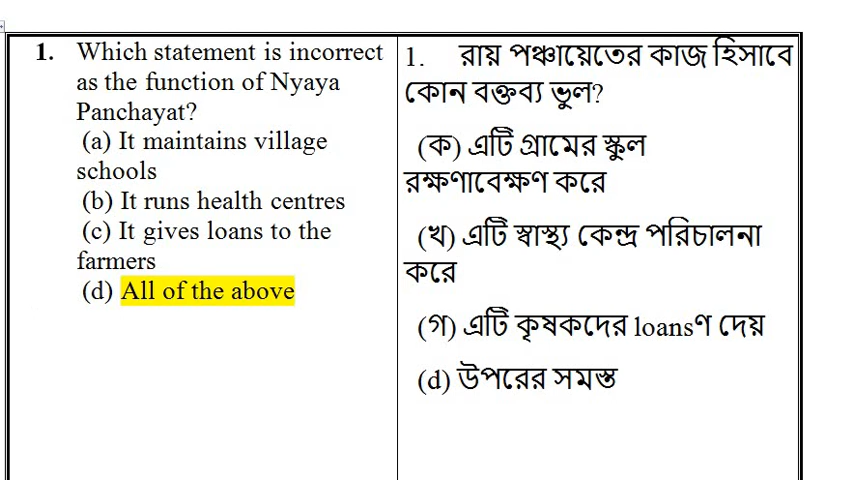 1. Which statement is incorrect
as the function of Nyaya
Panchayat?
(a) It maintains village
schools
(b) It runs health centres
(c) It gives loans to the
farmers
(d) All of the above
1. রায় পঞ্চায়েতের কাজ হিসাবে
কোন বক্তব্য ভুল?
(ক) এটি গ্রামের স্কুল
রক্ষণাবেক্ষণ করে
(খ) এটি স্বাস্থ্য কেন্দ্র পরিচালনা
করে
(গ) এটি কৃষকদের loansণ দেয়
(d) উপরের সমস্ত